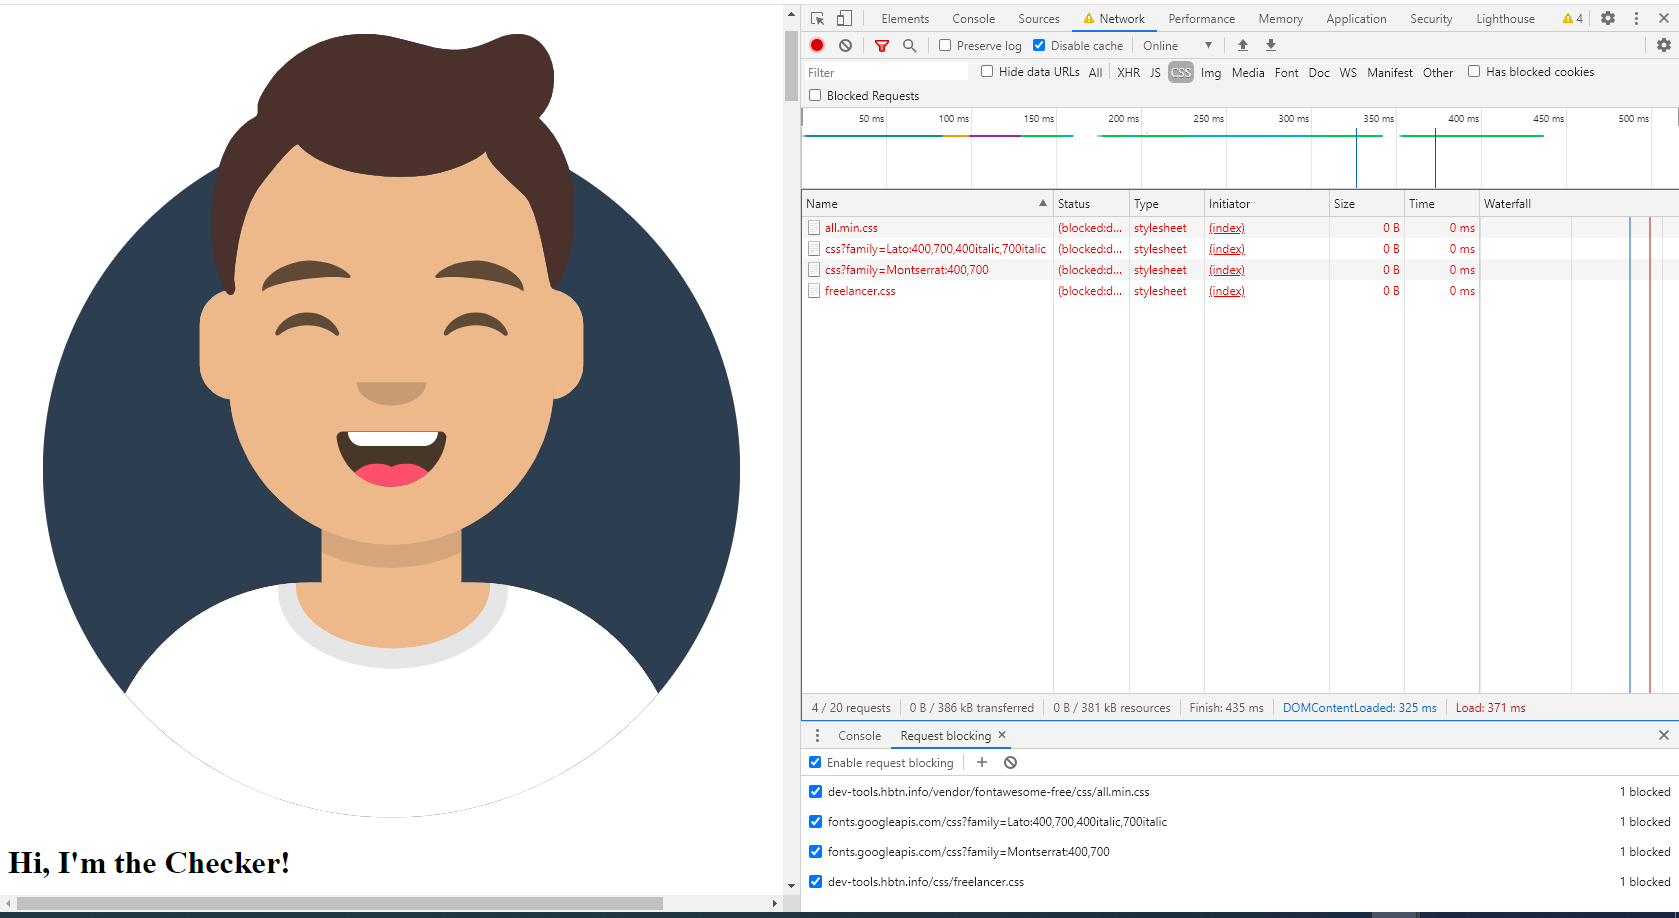 Elements Console Sources Network Performance Memory Application Security Lighthouse 4
Preserve log Disable cache Online
Filter Hide data URLs All XHR JS CSS Img Media Font Doc WS Manifest Other Has blocked cookies
Blocked Requests
50 ms 100 ms 150 ms 200 ms 250 ms 300 ms 350 ms 400 ms 450 ms 500 ms
Name Status Type Initiator Size Time Waterfall
all.min.css (blocked:d... stylesheet (index) 0 B 0 ms
css?family=Lato:400,700,400italic,700italic (blocked:d... stylesheet (index) 0 B 0 ms
css?family=Montserrat:400,700 (blocked:d... stylesheet (index) 0 B 0 ms
freelancer.css (blocked:d... stylesheet (index) 0 B 0 ms
4 / 20 requests 0 B / 386 kB transferred 0 B / 381 kB resources Finish: 435 ms DOMContentLoaded: 325 ms Load: 371 ms
Console Request blocking
Enable request blocking
dev-tools.hbtn.info/vendor/fontawesome-free/css/all.min.css 1 blocked
fonts.googleapis.com/css?family=Lato:400,700,400italic,700italic 1 blocked
fonts.googleapis.com/css?family=Montserrat:400,700 1 blocked
dev-tools.hbtn.info/css/freelancer.css 1 blocked
Hi, I'm the Checker!